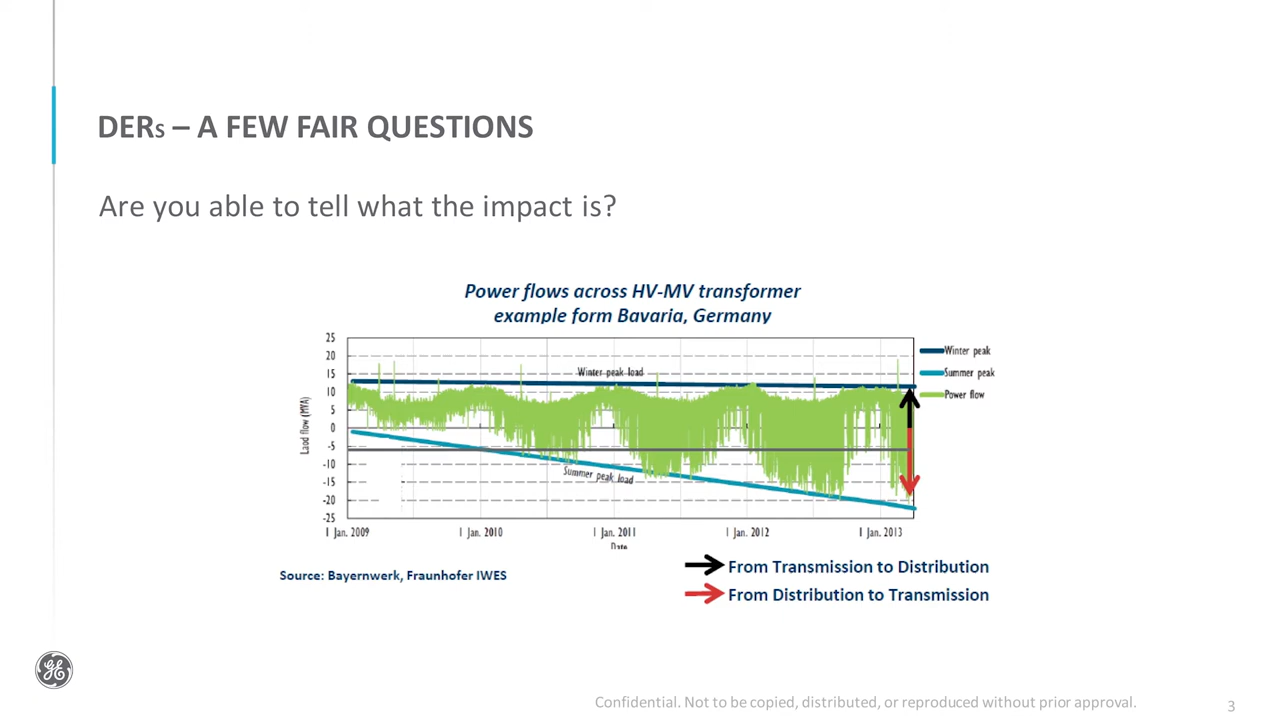 DERs – A FEW FAIR QUESTIONS
Are you able to tell what the impact is?
Power flows across HV-MV transformer
example form Bavaria, Germany
25
20
15
10
5
0
-5
-10
-15
-20
-25
Laod flow (MVA)
Winter peak load
Summer peak load
Winter peak
Summer peak
Power flow
1 Jan. 2009
1 Jan. 2010
1 Jan. 2011
1 Jan. 2012
1 Jan. 2013
Date
From Transmission to Distribution
Source: Bayernwerk, Fraunhofer IWES
From Distribution to Transmission
GE
Confidential. Not to be copied, distributed, or reproduced without prior approval.
3